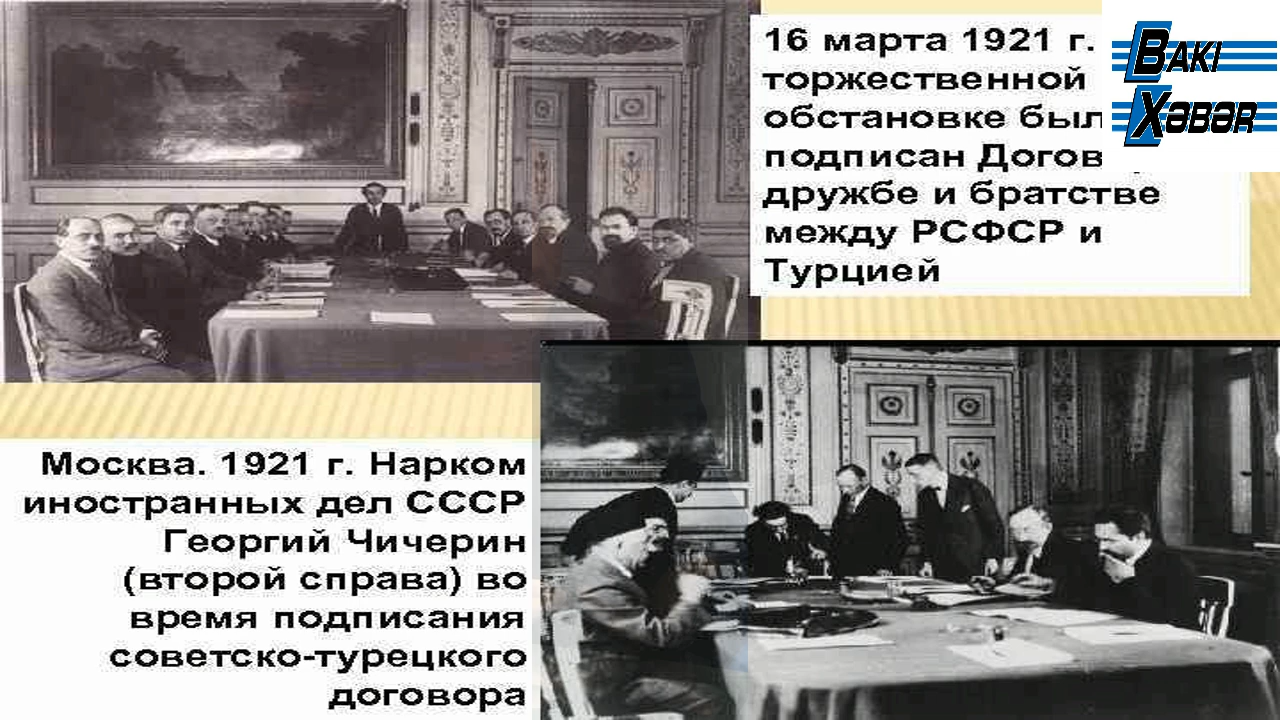 16 марта 1921 г.
торжественной
обстановке был
подписан Догов
дружбе и братстве
между РСФСР и
Турцией
BAKI
XƏBƏR
Москва. 1921 г. Нарком
иностранных дел СССР
Георгий Чичерин
(второй справа) во
время подписания
советско-турецкого
договора